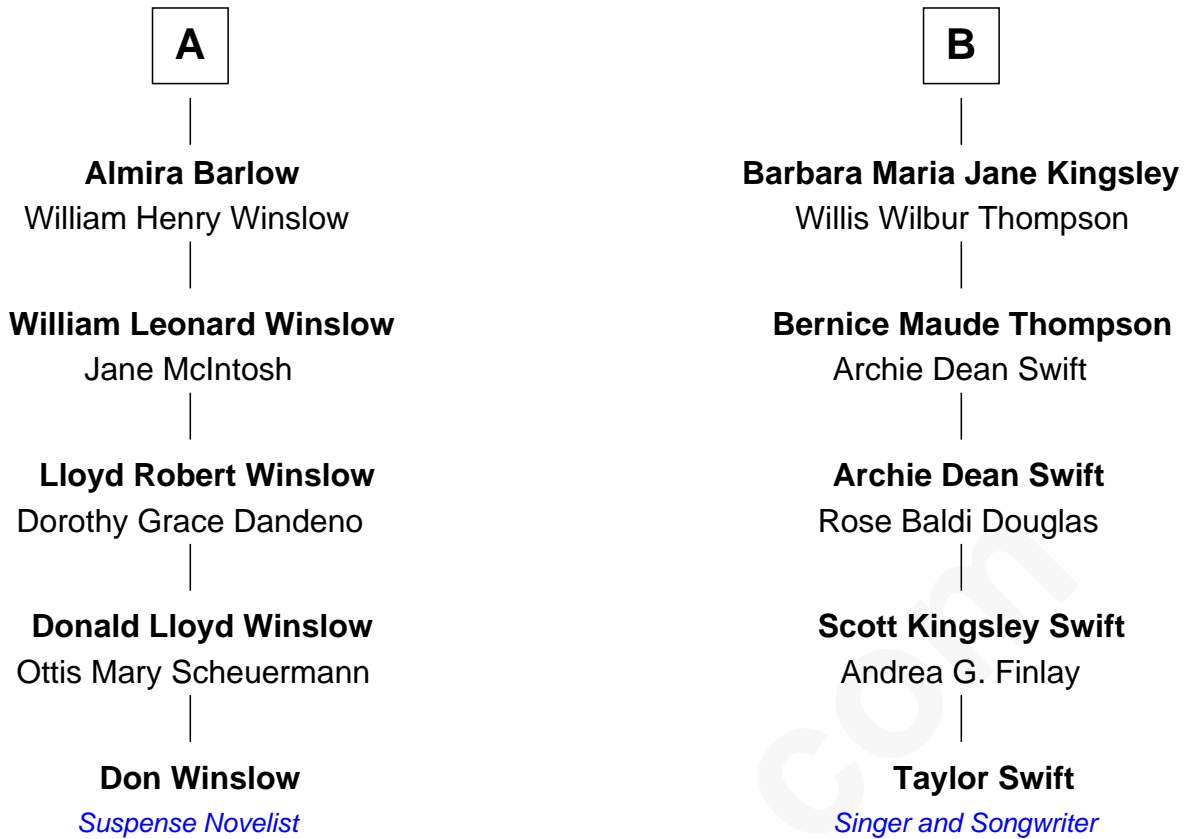 A
Almira Barlow
William Henry Winslow
William Leonard Winslow
Jane McIntosh
Lloyd Robert Winslow
Dorothy Grace Dandeno
Donald Lloyd Winslow
Ottis Mary Scheuermann
Don Winslow
Suspense Novelist
B
Barbara Maria Jane Kingsley
Willis Wilbur Thompson
Bernice Maude Thompson
Archie Dean Swift
Archie Dean Swift
Rose Baldi Douglas
Scott Kingsley Swift
Andrea G. Finlay
Taylor Swift
Singer and Songwriter
com